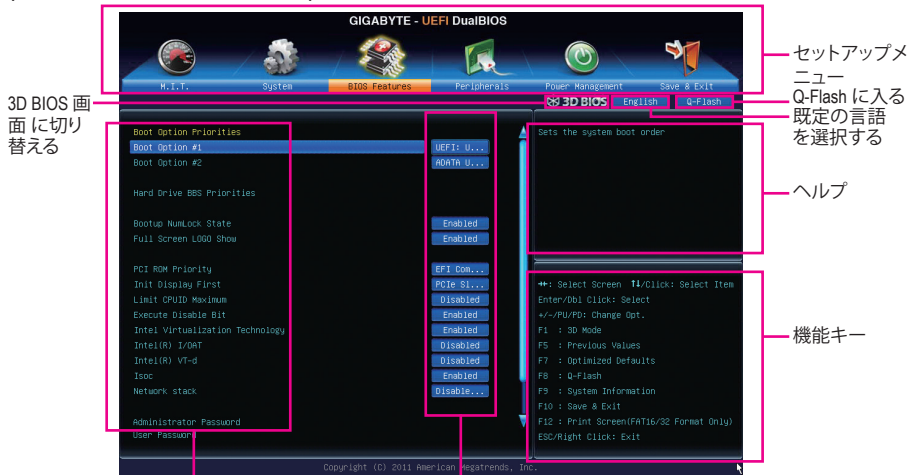 GIGABYTE - UEFI DualBIOS
M.I.T.
System
BIOS Features
Peripherals
Power Management
Save & Exit
3D BIOS
English
Q-Flash
セットアップメ
ニュー
Q-Flash に入る
既定の言語
を選択する
3D BIOS 画
面 に切り
替える
Boot Option Priorities
Boot Option #1 UEFI: U...
Boot Option #2 ADATA U...
Hard Drive BBS Priorities
Bootup NumLock State Enabled
Full Screen LOGO Show Enabled
PCI ROM Priority EFI Com...
Init Display First PCIe Sl...
Limit CPUID Maximum Disabled
Execute Disable Bit Enabled
Intel Virtualization Technology Enabled
Intel(R) I/OAT Disabled
Intel(R) VT-d Disabled
Isoc Enabled
Network stack Disable...
Administrator Password
User Password
Sets the system boot order
ヘルプ
→←: Select Screen ↑↓/Click: Select Item
Enter/Dbl Click: Select
+/-/PU/PD: Change Opt.
F1 : 3D Mode
F5 : Previous Values
F7 : Optimized Defaults
F8 : Q-Flash
F9 : System Information
F10 : Save & Exit
F12 : Print Screen(FAT16/32 Format Only)
ESC/Right Click: Exit
機能キー
Copyright (C) 2011 American Megatrends, Inc.